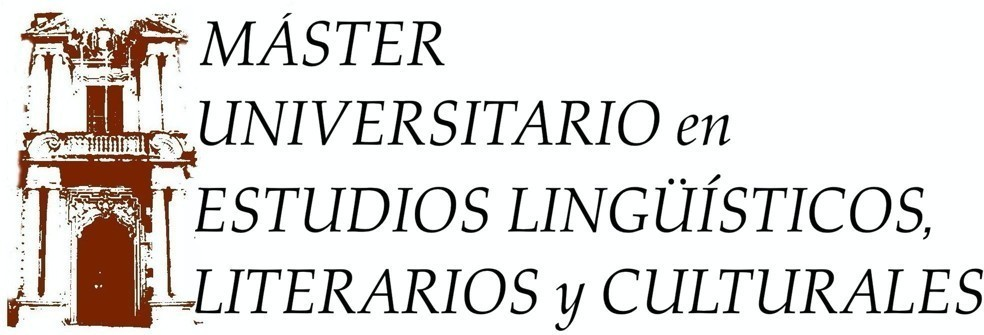 MÁSTER
UNIVERSITARIO en
ESTUDIOS LINGÜÍSTICOS,
LITERARIOS y CULTURALES